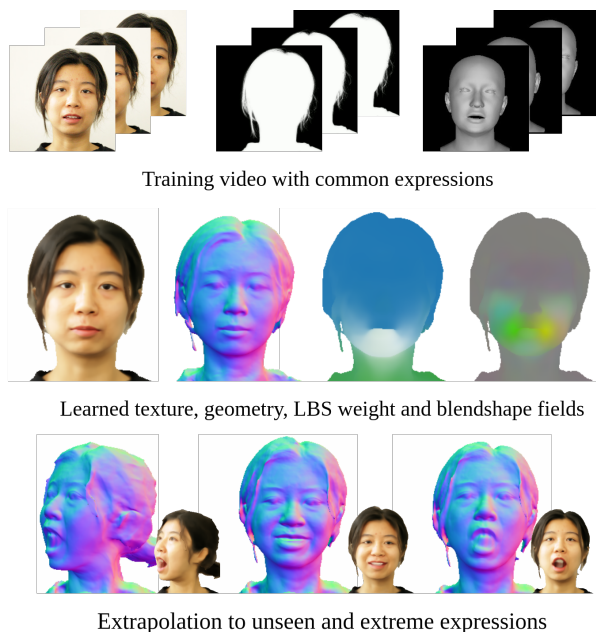 Training video with common expressions
Learned texture, geometry, LBS weight and blendshape fields
Extrapolation to unseen and extreme expressions